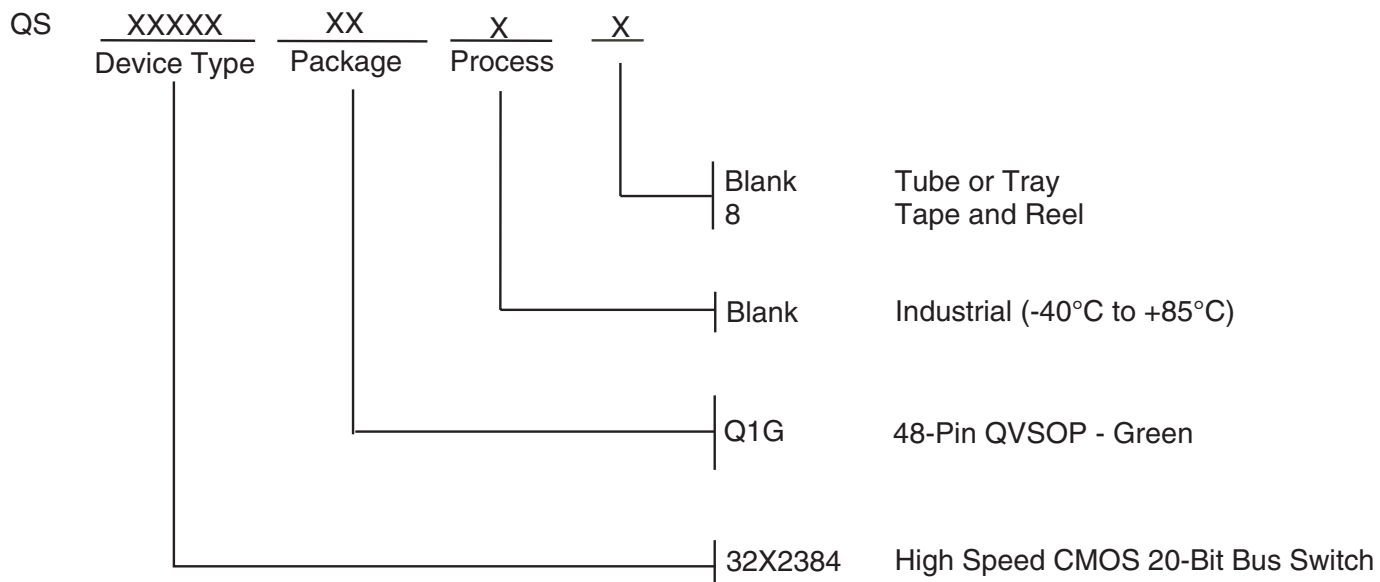 QS XXXXX XX X X
Device Type Package Process
Blank Tube or Tray
8 Tape and Reel
Blank Industrial (-40°C to +85°C)
Q1G 48-Pin QVSOP - Green
32X2384 High Speed CMOS 20-Bit Bus Switch